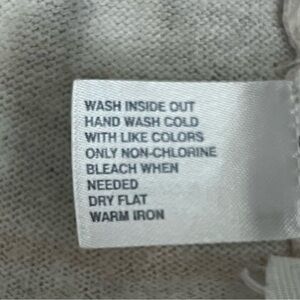 WASH INSIDE OUT
HAND WASH COLD
WITH LIKE COLORS
ONLY NON-CHLORINE
BLEACH WHEN
NEEDED
DRY FLAT
WARM IRON